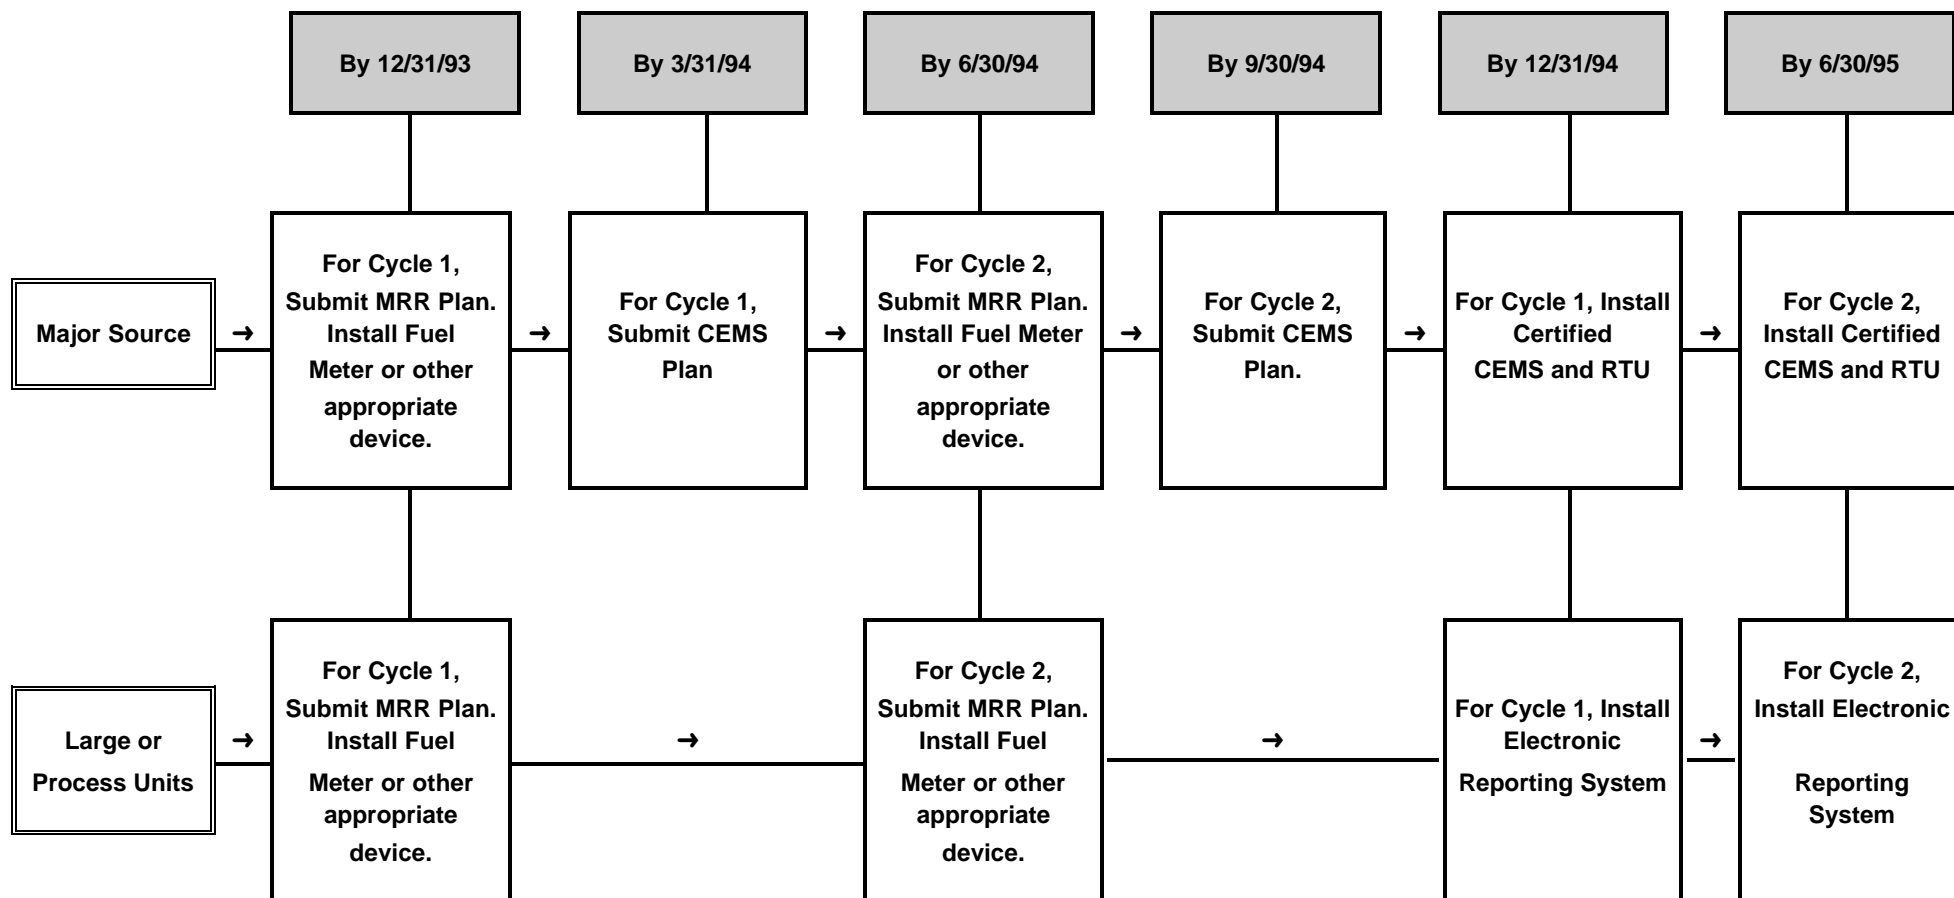 By 12/31/93
By 3/31/94
By 6/30/94
By 9/30/94
By 12/31/94
By 6/30/95
Major Source
→
For Cycle 1,
Submit MRR Plan.
Install Fuel
Meter or other
appropriate
device.
→
For Cycle 1,
Submit CEMS
Plan
→
For Cycle 2,
Submit MRR Plan.
Install Fuel Meter
or other
appropriate
device.
→
For Cycle 2,
Submit CEMS
Plan.
→
For Cycle 1, Install
Certified
CEMS and RTU
→
For Cycle 2,
Install Certified
CEMS and RTU
Large or
Process Units
→
For Cycle 1,
Submit MRR Plan.
Install Fuel
Meter or other
appropriate
device.
→
For Cycle 2,
Submit MRR Plan.
Install Fuel
Meter or other
appropriate
device.
→
For Cycle 1, Install
Electronic
Reporting System
→
For Cycle 2,
Install Electronic
Reporting
System